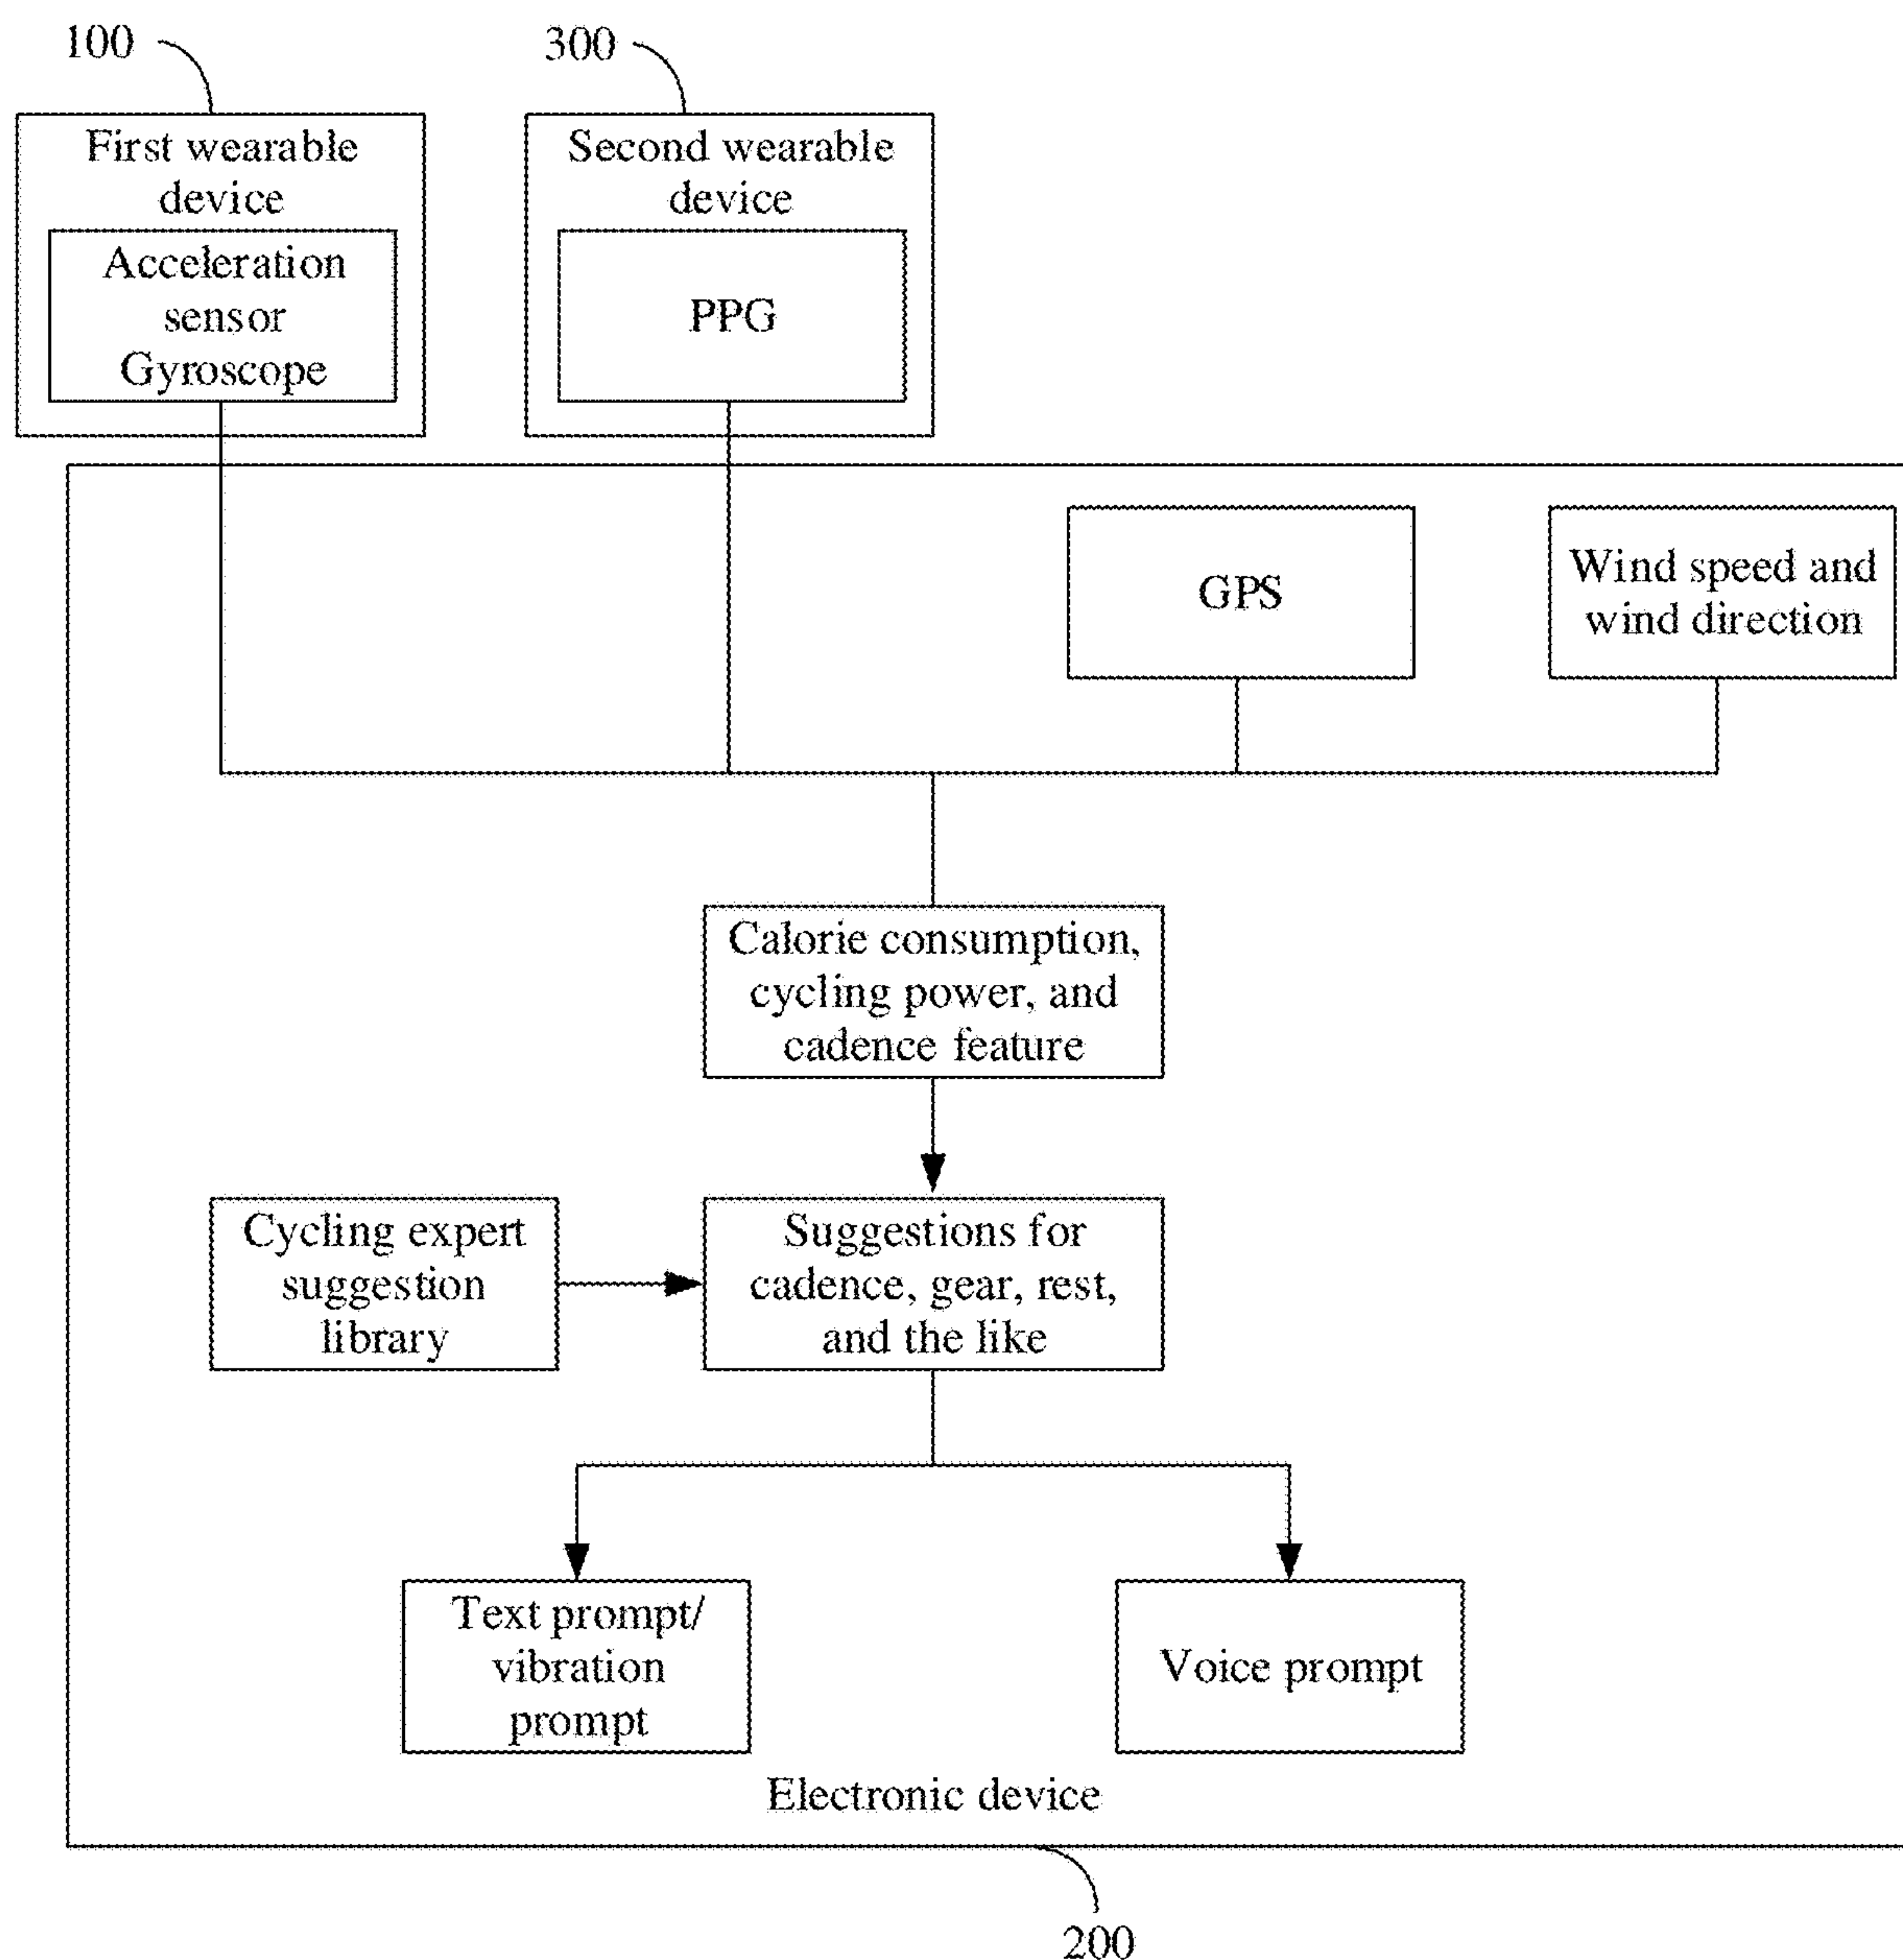 100
300
First wearable
device
Acceleration
sensor
Gyroscope
Second wearable
device
PPG
GPS
Wind speed and
wind direction
Calorie consumption,
cycling power, and
cadence feature
Cycling expert
suggestion
library
Suggestions for
cadence, gear, rest,
and the like
Text prompt/
vibration
prompt
Voice prompt
Electronic device
200